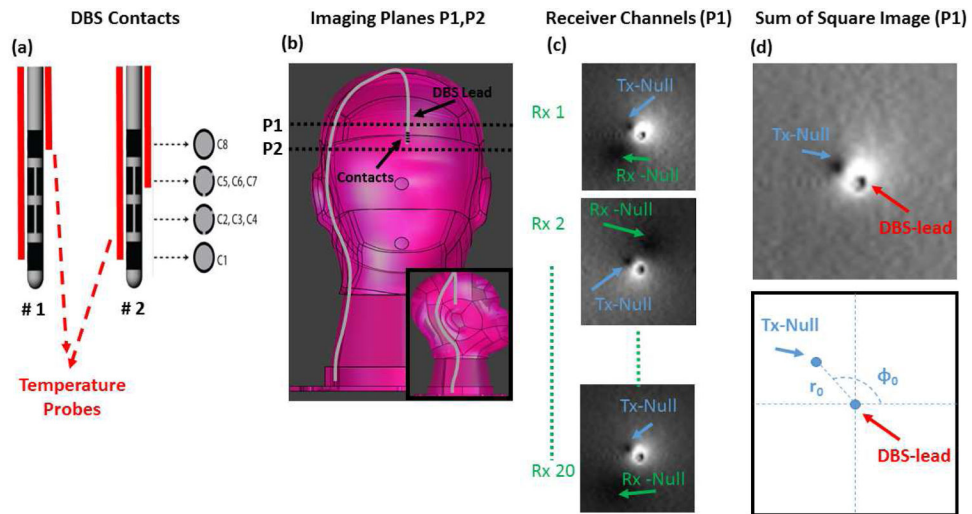 DBS Contacts
Imaging Planes P1,P2
Receiver Channels (P1)
Sum of Square Image (P1)
(a)
(b)
(c)
(d)
C8
C5, C6, C7
C2, C3, C4
C1
# 1
# 2
Temperature
Probes
DBS Lead
P1
P2
Contacts
Rx 1
Tx-Null
Rx -Null
Rx 2
Rx -Null
Tx-Null
Rx 20
Tx-Null
Rx -Null
Tx-Null
DBS-lead
Tx-Null
r₀
ϕ₀
DBS-lead